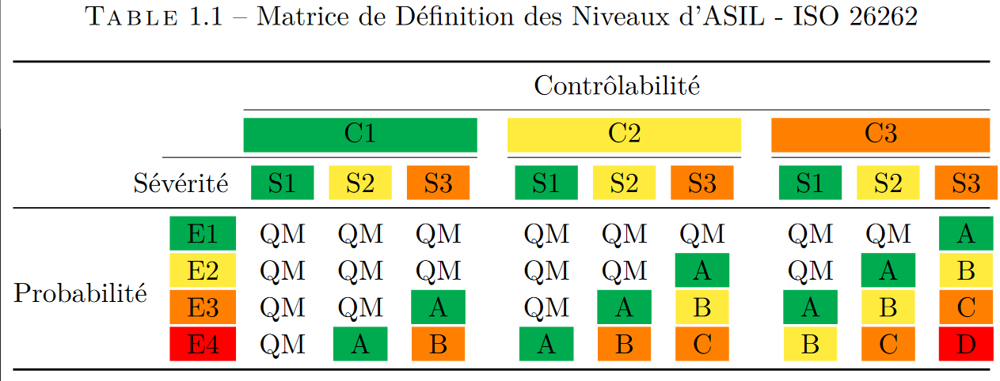 TABLE 1.1 – Matrice de Définition des Niveaux d'ASIL - ISO 26262
Contrôlabilité
C1 C2 C3
Sévérité S1 S2 S3 S1 S2 S3 S1 S2 S3
E1 QM QM QM QM QM QM QM QM A
E2 QM QM QM QM QM A QM A B
Probabilité
E3 QM QM A QM A B A B C
E4 QM A B A B C B C D